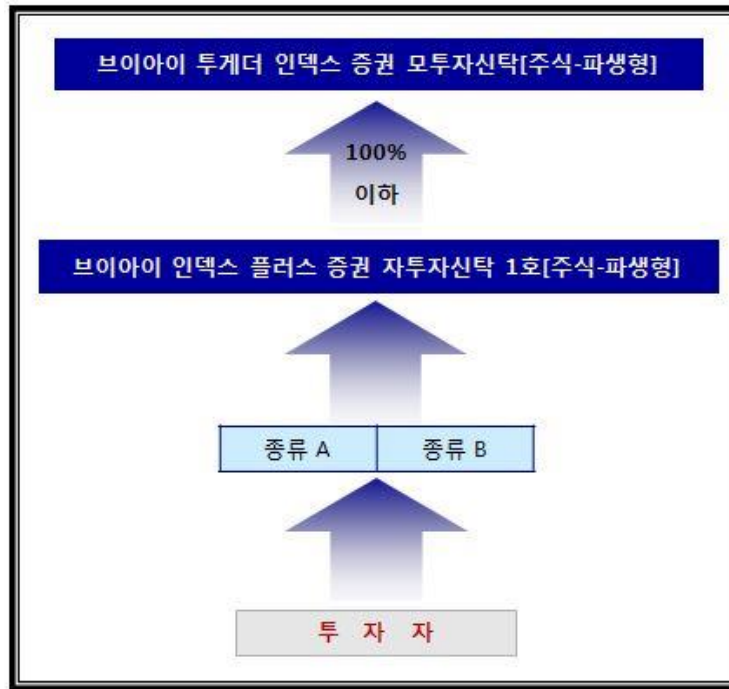 브이아이 투게더 인덱스 증권 모투자신탁[주식-파생형]
100%
이하
브이아이 인덱스 플러스 증권 자투자신탁 1호[주식-파생형]
종류 A 종류 B
투 자 자